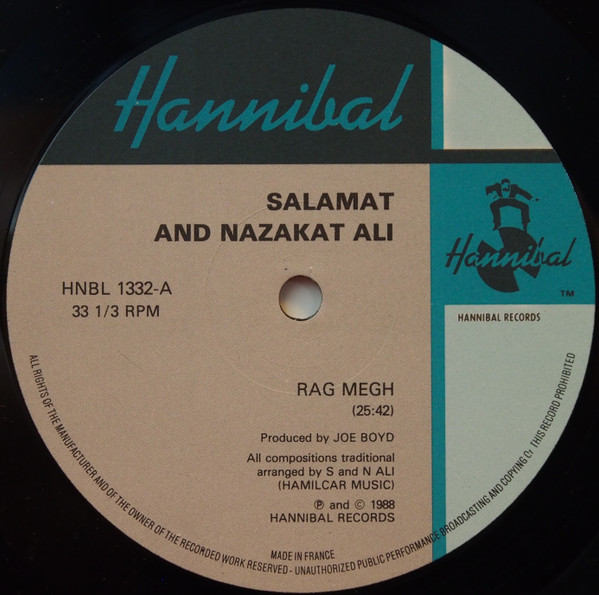 Hannibal
SALAMAT
AND NAZAKAT ALI
Hannibal
TM
HNBL 1332-A
33 1/3 RPM
HANNIBAL RECORDS
RAG MEGH
(25:42)
Produced by JOE BOYD
All compositions traditional
arranged by S and N ALI
(HAMILCAR MUSIC)
℗ and © 1988
HANNIBAL RECORDS
MADE IN FRANCE
ALL RIGHTS OF THE MANUFACTURER AND OF THE OWNER OF THE RECORDED WORK RESERVED - UNAUTHORIZED PUBLIC PERFORMANCE BROADCASTING AND COPYING OF THIS RECORD PROHIBITED